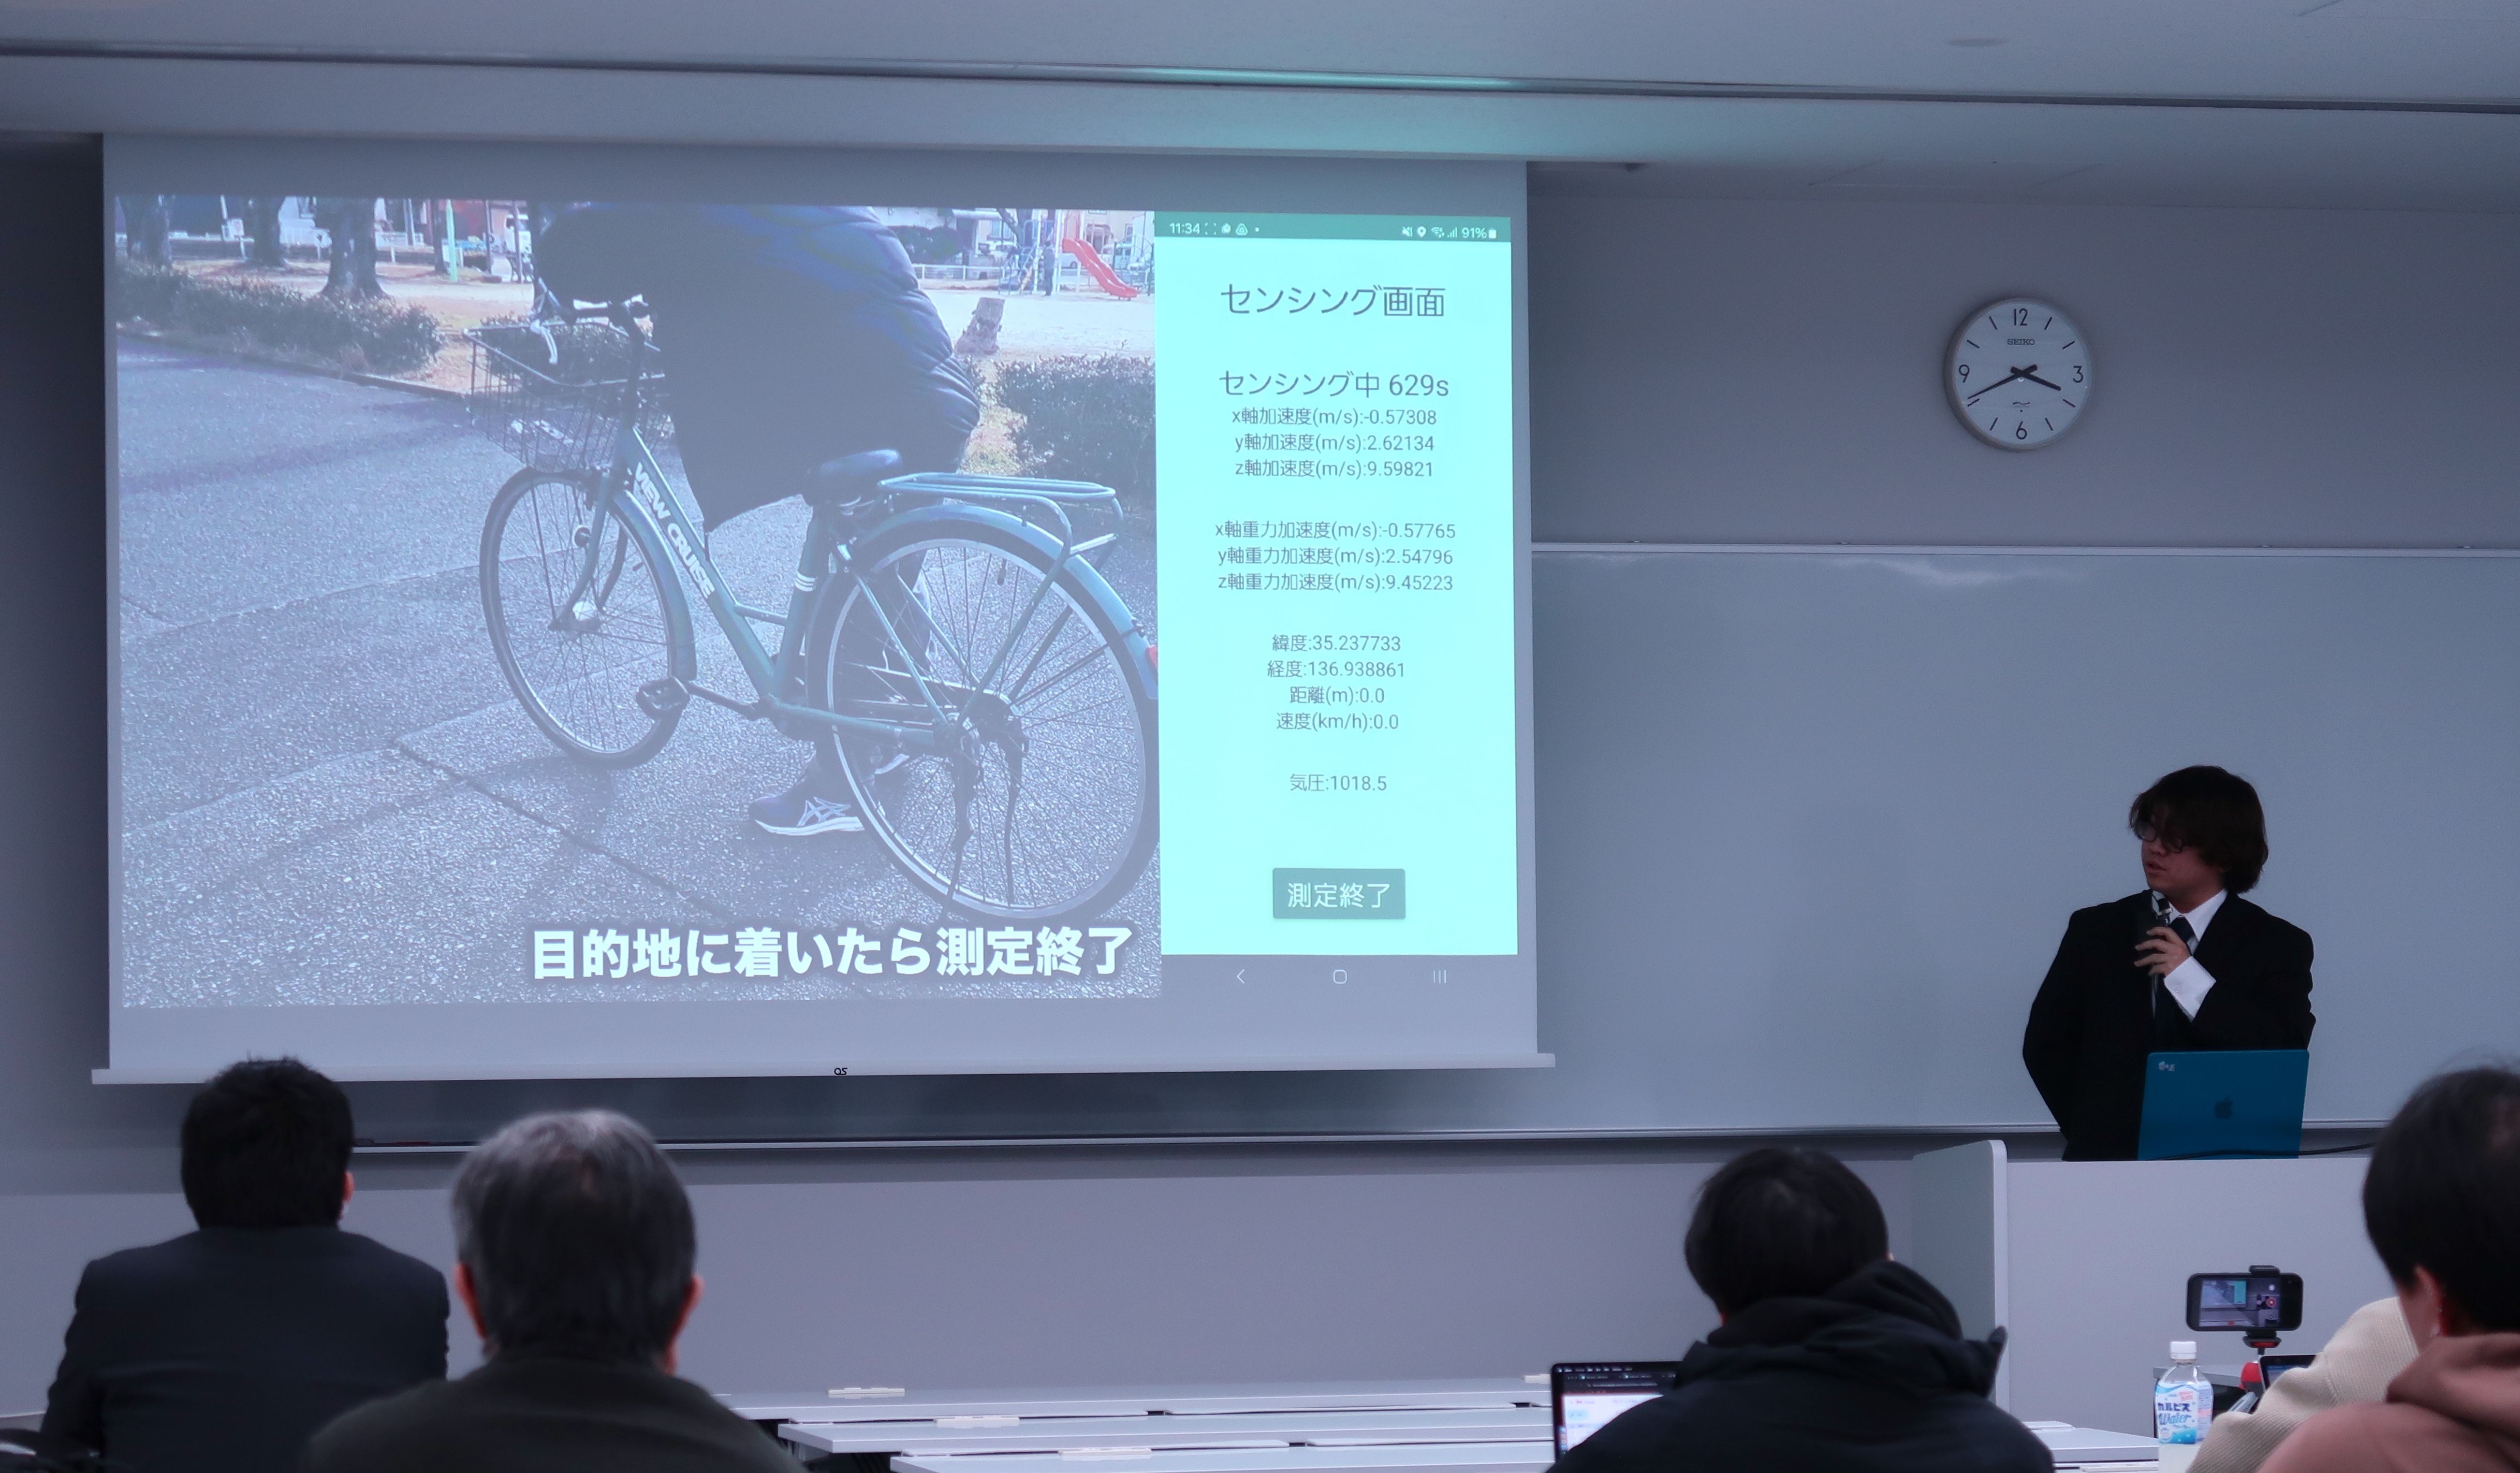 11:34
91%
センシング画面
センシング中 629s
x軸加速度(m/s):-0.57308
y軸加速度(m/s):2.62134
z軸加速度(m/s):9.59821
x軸重力加速度(m/s):-0.57765
y軸重力加速度(m/s):2.54796
z軸重力加速度(m/s):9.45223
緯度:35.237733
経度:136.938861
距離(m):0.0
速度(km/h):0.0
気圧:1018.5
測定終了
VIEW CRUISE
目的地に着いたら測定終了
OS
12
SEIKO
9
3
6
カルピス
Water